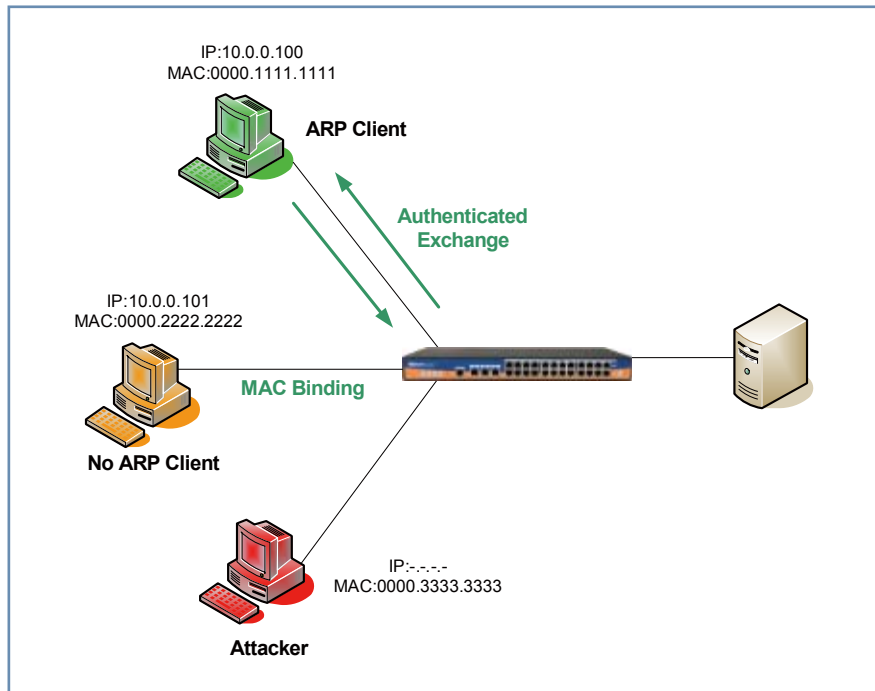 IP:10.0.0.100
MAC:0000.1111.1111
ARP Client
Authenticated
Exchange
IP:10.0.0.101
MAC:0000.2222.2222
MAC Binding
No ARP Client
IP:-.-.-.-
MAC:0000.3333.3333
Attacker